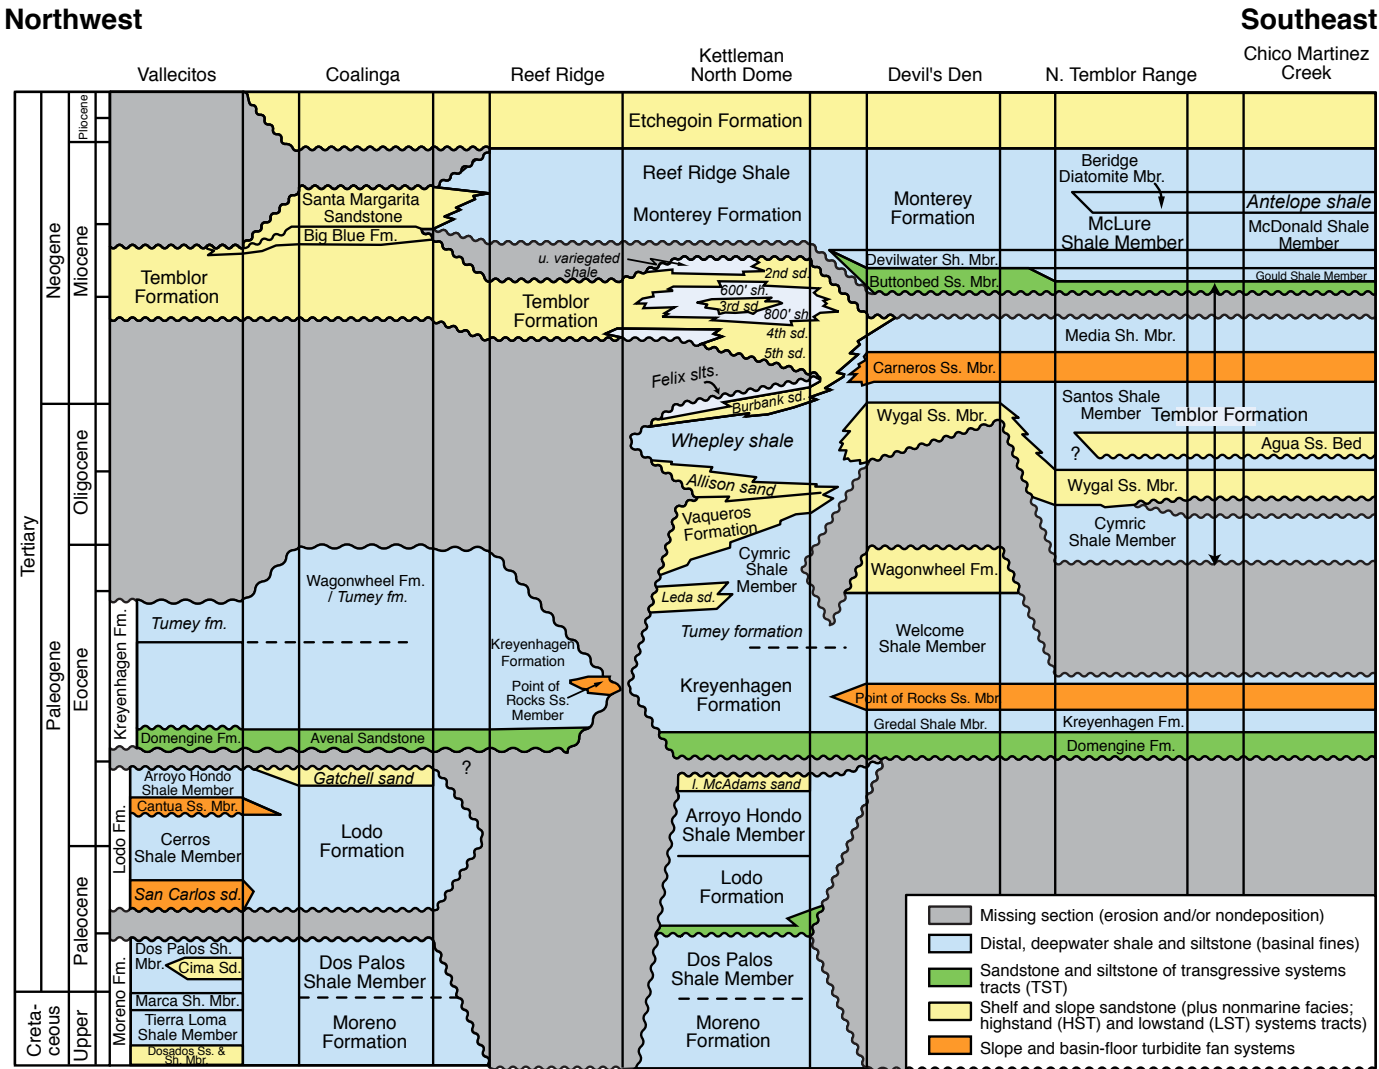 Northwest
Southeast
Vallecitos
Coalinga
Reef Ridge
Kettleman
North Dome
Devil's Den
N. Temblor Range
Chico Martinez
Creek
Tertiary
Creta-
ceous
Neogene
Paleogene
Upper
Pliocene
Miocene
Oligocene
Eocene
Paleocene
Kreyenhagen Fm.
Lodo Fm.
Moreno Fm.
Etchegoin Formation
Reef Ridge Shale
Monterey Formation
Santa Margarita
Sandstone
Big Blue Fm.
Temblor
Formation
Temblor
Formation
u. variegated
shale
2nd sd.
600' sh.
3rd sd.
800' sh.
4th sd.
5th sd.
Felix slts.
Burbank sd.
Whepley shale
Allison sand
Vaqueros
Formation
Cymric
Shale
Member
Leda sd.
Tumey formation
Kreyenhagen
Formation
Monterey
Formation
Devilwater Sh. Mbr.
Buttonbed Ss. Mbr.
Beridge
Diatomite Mbr.
Antelope shale
McLure
Shale Member
McDonald Shale
Member
Gould Shale Member
Media Sh. Mbr.
Carneros Ss. Mbr.
Santos Shale
Member
Temblor Formation
Wygal Ss. Mbr.
Agua Ss. Bed
?
Wygal Ss. Mbr.
Cymric
Shale Member
Wagonwheel Fm.
Welcome
Shale Member
Point of Rocks Ss. Mbr
Gredal Shale Mbr.
Kreyenhagen Fm.
Domengine Fm.
Wagonwheel Fm.
/ Tumey fm.
Tumey fm.
Kreyenhagen
Formation
Point of
Rocks Ss.
Member
Domengine Fm.
Avenal Sandstone
?
Arroyo Hondo
Shale Member
Cantua Ss. Mbr.
Cerros
Shale Member
San Carlos sd.
Gatchell sand
Lodo
Formation
l. McAdams sand
Arroyo Hondo
Shale Member
Lodo
Formation
Dos Palos Sh.
Mbr.
Cima Sd.
Marca Sh. Mbr.
Tierra Loma
Shale Member
Dosados Ss. &
Sh. Mbr.
Dos Palos
Shale Member
Moreno
Formation
Dos Palos
Shale Member
Moreno
Formation
Missing section (erosion and/or nondeposition)
Distal, deepwater shale and siltstone (basinal fines)
Sandstone and siltstone of transgressive systems
tracts (TST)
Shelf and slope sandstone (plus nonmarine facies;
highstand (HST) and lowstand (LST) systems tracts)
Slope and basin-floor turbidite fan systems